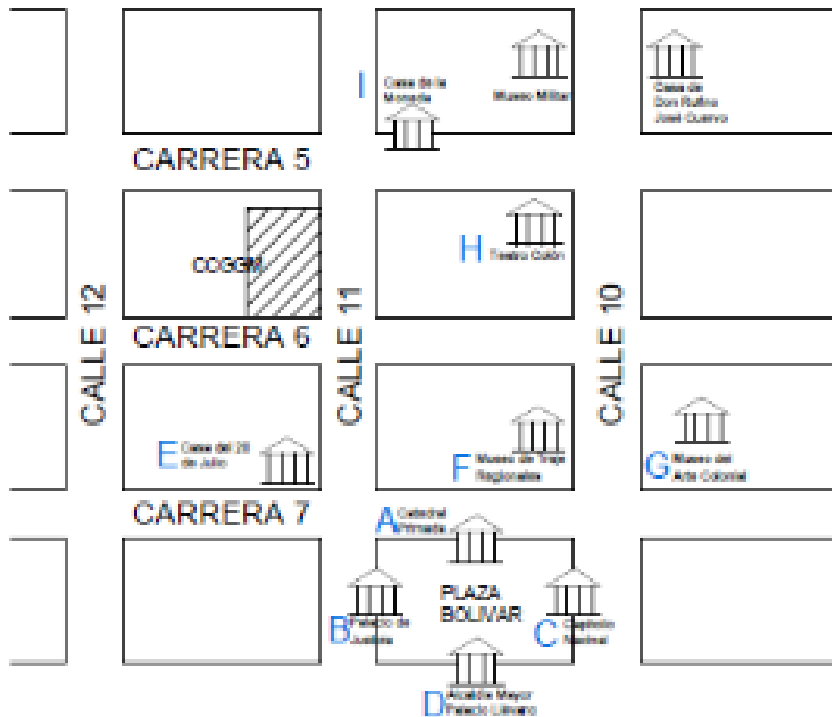 I
Casa de la
Moneda
Museo Militar
Casa de
Don Rufino
José Cuervo
CARRERA 5
H
Teatro Colón
CCGGM
CALLE 12
CALLE 11
CALLE 10
CARRERA 6
E
Casa del 20
de Julio
F
Museo de Traje
Regionales
G
Museo del
Arte Colonial
CARRERA 7
A
Catedral
Primada
PLAZA
BOLIVAR
B
Palacio de
Justicia
C
Capitolio
Nacional
D
Alcaldía Mayor
Palacio Liévano